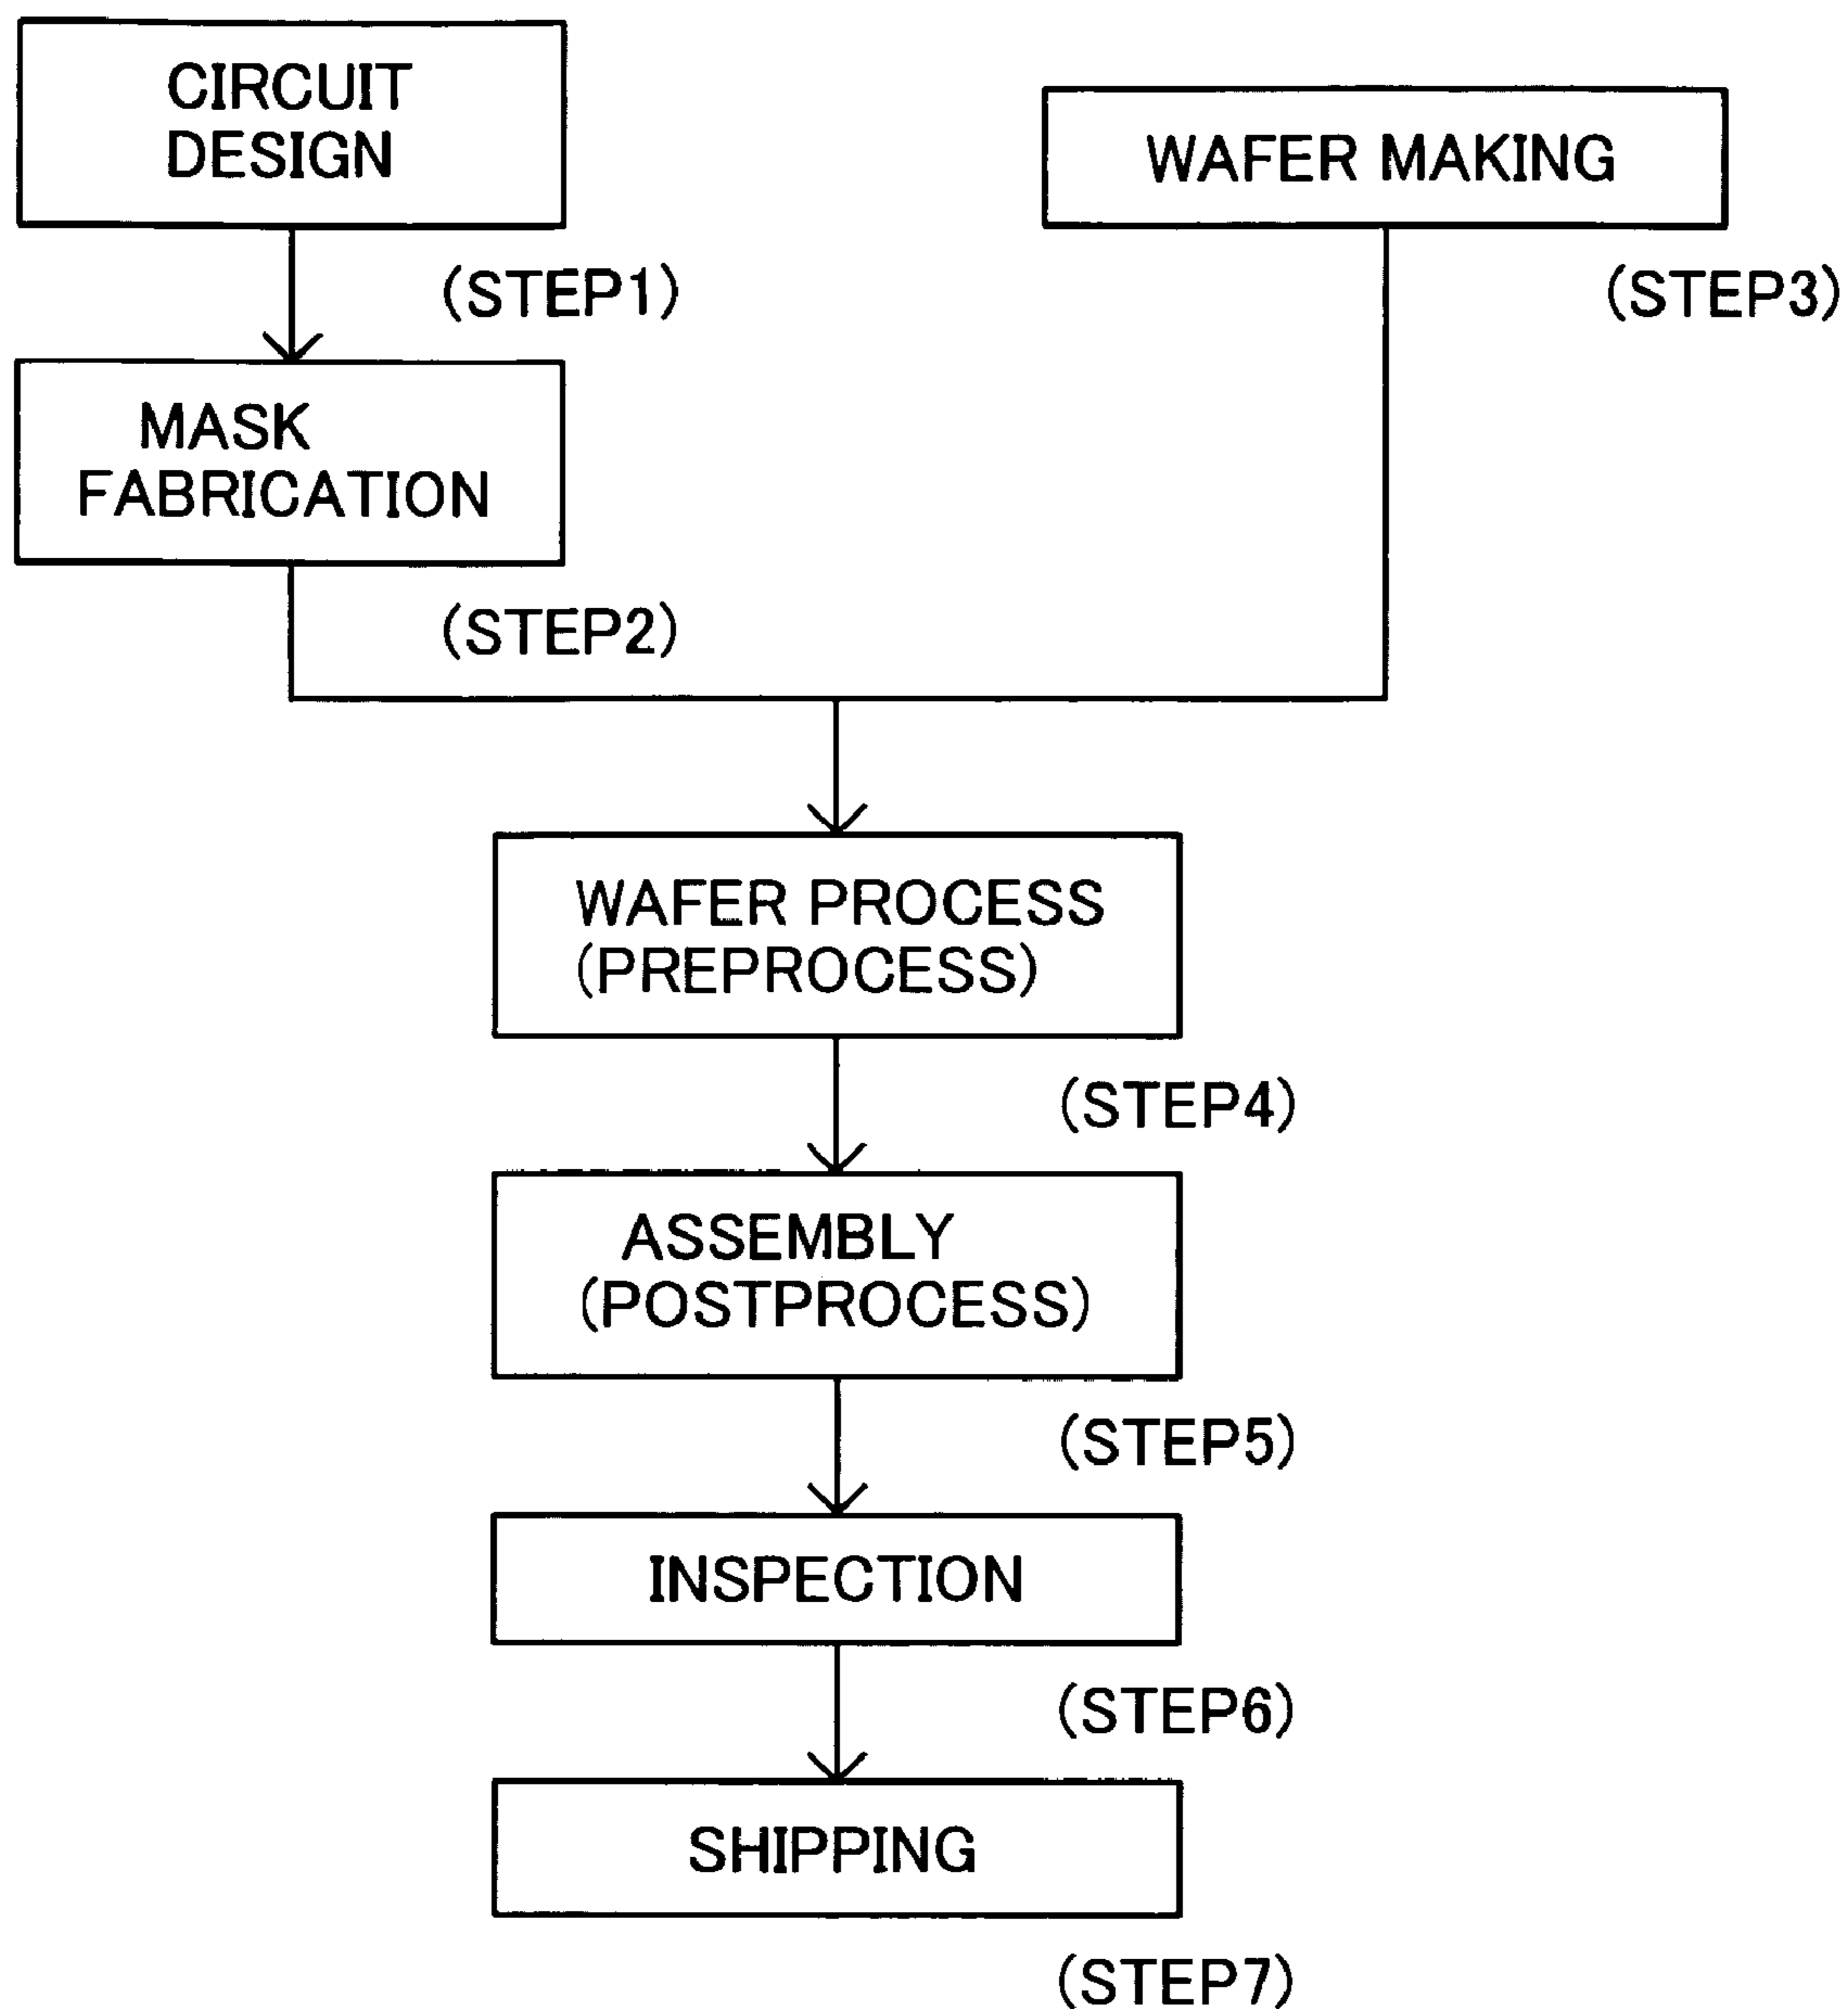 CIRCUIT
DESIGN
WAFER MAKING
(STEP1)
(STEP3)
MASK
FABRICATION
(STEP2)
WAFER PROCESS
(PREPROCESS)
(STEP4)
ASSEMBLY
(POSTPROCESS)
(STEP5)
INSPECTION
(STEP6)
SHIPPING
(STEP7)